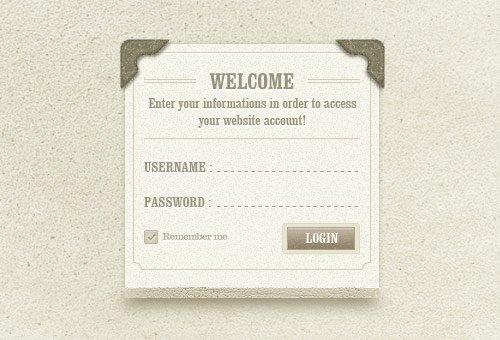 WELCOME
Enter your informations in order to access
your website account!
USERNAME :
PASSWORD :
Remember me
LOGIN